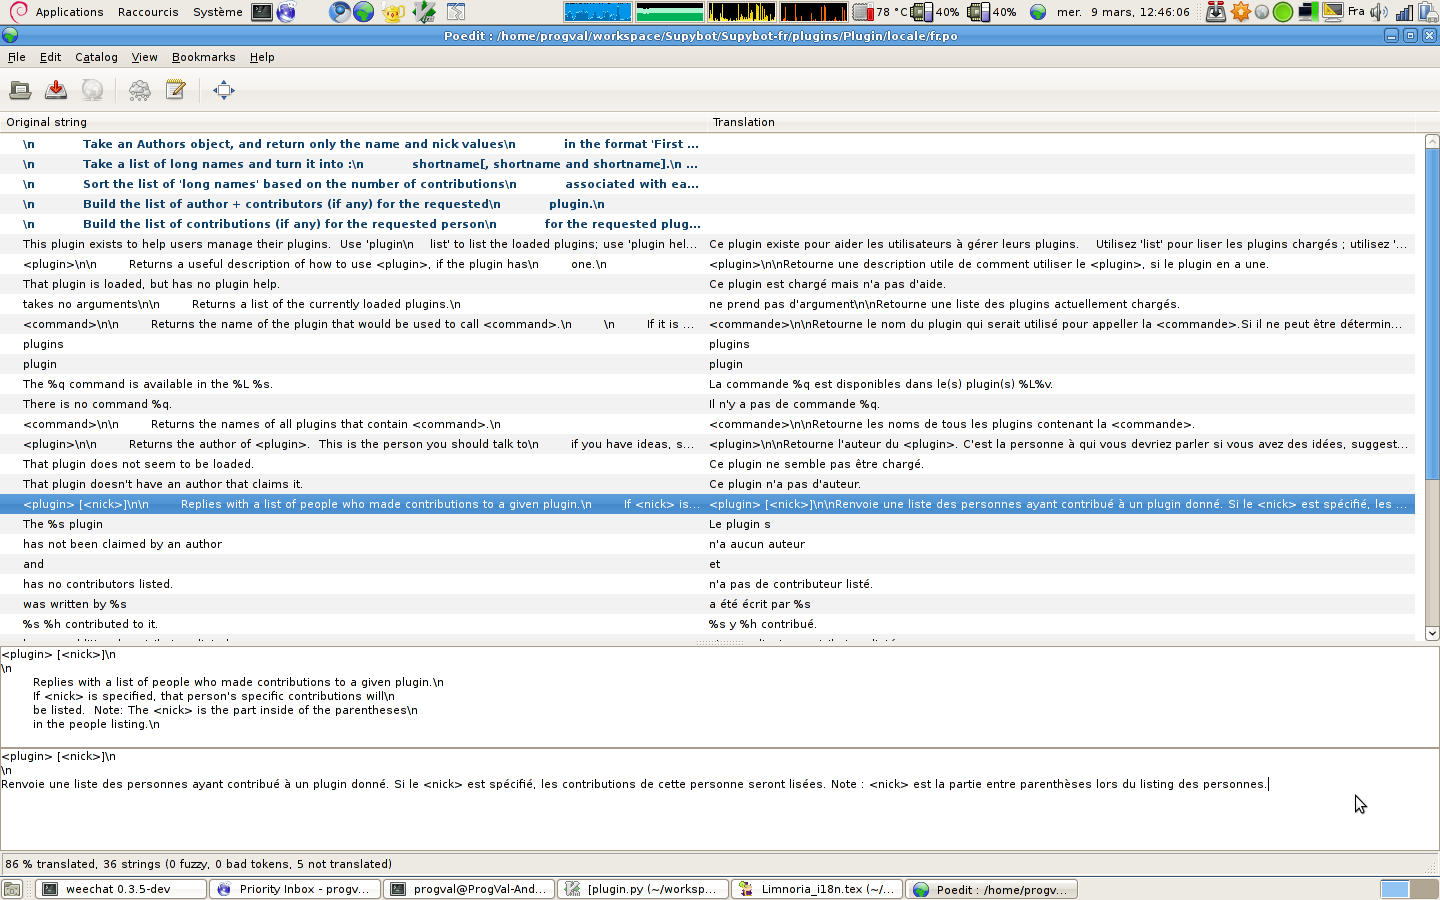 Applications Raccourcis Système 78 °C 40% 40% mer. 9 mars, 12:46:06 Fra
Poedit : /home/progval/workspace/Supybot/Supybot-fr/plugins/Plugin/locale/fr.po
File Edit Catalog View Bookmarks Help
Original string Translation
\n Take an Authors object, and return only the name and nick values\n in the format 'First ...
\n Take a list of long names and turn it into :\n shortname[, shortname and shortname].\n ...
\n Sort the list of 'long names' based on the number of contributions\n associated with ea...
\n Build the list of author + contributors (if any) for the requested\n plugin.\n
\n Build the list of contributions (if any) for the requested person\n for the requested plug...
This plugin exists to help users manage their plugins. Use 'plugin\n list' to list the loaded plugins; use 'plugin hel... Ce plugin existe pour aider les utilisateurs à gérer leurs plugins. Utilisez 'list' pour liser les plugins chargés ; utilisez '...
<plugin>\n\n Returns a useful description of how to use <plugin>, if the plugin has\n one.\n <plugin>\n\nRetourne une description utile de comment utiliser le <plugin>, si le plugin en a une.
That plugin is loaded, but has no plugin help. Ce plugin est chargé mais n'a pas d'aide.
takes no arguments\n\n Returns a list of the currently loaded plugins.\n ne prend pas d'argument\n\nRetourne une liste des plugins actuellement chargés.
<command>\n\n Returns the name of the plugin that would be used to call <command>.\n \n If it is ... <commande>\n\nRetourne le nom du plugin qui serait utilisé pour appeller la <commande>.Si il ne peut être détermin...
plugins plugins
plugin plugin
The %q command is available in the %L %s. La commande %q est disponibles dans le(s) plugin(s) %L%v.
There is no command %q. Il n'y a pas de commande %q.
<command>\n\n Returns the names of all plugins that contain <command>.\n <commande>\n\nRetourne les noms de tous les plugins contenant la <commande>.
<plugin>\n\n Returns the author of <plugin>. This is the person you should talk to\n if you have ideas, s... <plugin>\n\nRetourne l'auteur du <plugin>. C'est la personne à qui vous devriez parler si vous avez des idées, suggest...
That plugin does not seem to be loaded. Ce plugin ne semble pas être chargé.
That plugin doesn't have an author that claims it. Ce plugin n'a pas d'auteur.
<plugin> [<nick>]\n\n Replies with a list of people who made contributions to a given plugin.\n If <nick> is... <plugin> [<nick>]\n\nRenvoie une liste des personnes ayant contribué à un plugin donné. Si le <nick> est spécifié, les ...
The %s plugin Le plugin s
has not been claimed by an author n'a aucun auteur
and et
has no contributors listed. n'a pas de contributeur listé.
was written by %s a été écrit par %s
%s %h contributed to it. %s y %h contribué.
<plugin> [<nick>]\n
\n
Replies with a list of people who made contributions to a given plugin.\n
If <nick> is specified, that person's specific contributions will\n
be listed. Note: The <nick> is the part inside of the parentheses\n
in the people listing.\n
<plugin> [<nick>]\n
\n
Renvoie une liste des personnes ayant contribué à un plugin donné. Si le <nick> est spécifié, les contributions de cette personne seront lisées. Note : <nick> est la partie entre parenthèses lors du listing des personnes.
86 % translated, 36 strings (0 fuzzy, 0 bad tokens, 5 not translated)
weechat 0.3.5-dev Priority Inbox - progv... progval@ProgVal-And... [plugin.py (~/worksp... Limnoria_i18n.tex (~/... Poedit : /home/progv...